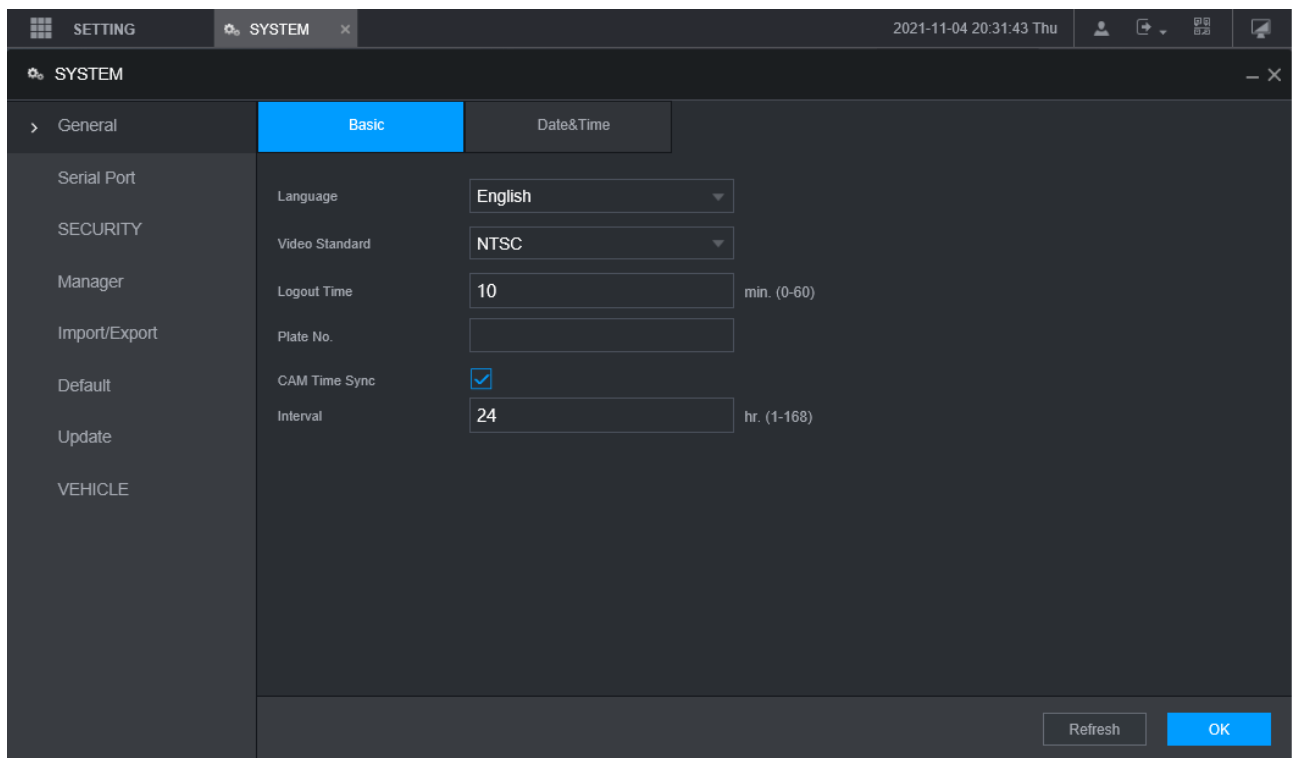 SETTING SYSTEM × 2021-11-04 20:31:43 Thu
SYSTEM
General Basic Date&Time
Serial Port
Language English
SECURITY
Video Standard NTSC
Manager
Logout Time 10 min. (0-60)
Import/Export
Plate No.
Default
CAM Time Sync
Interval 24 hr. (1-168)
Update
VEHICLE
Refresh OK